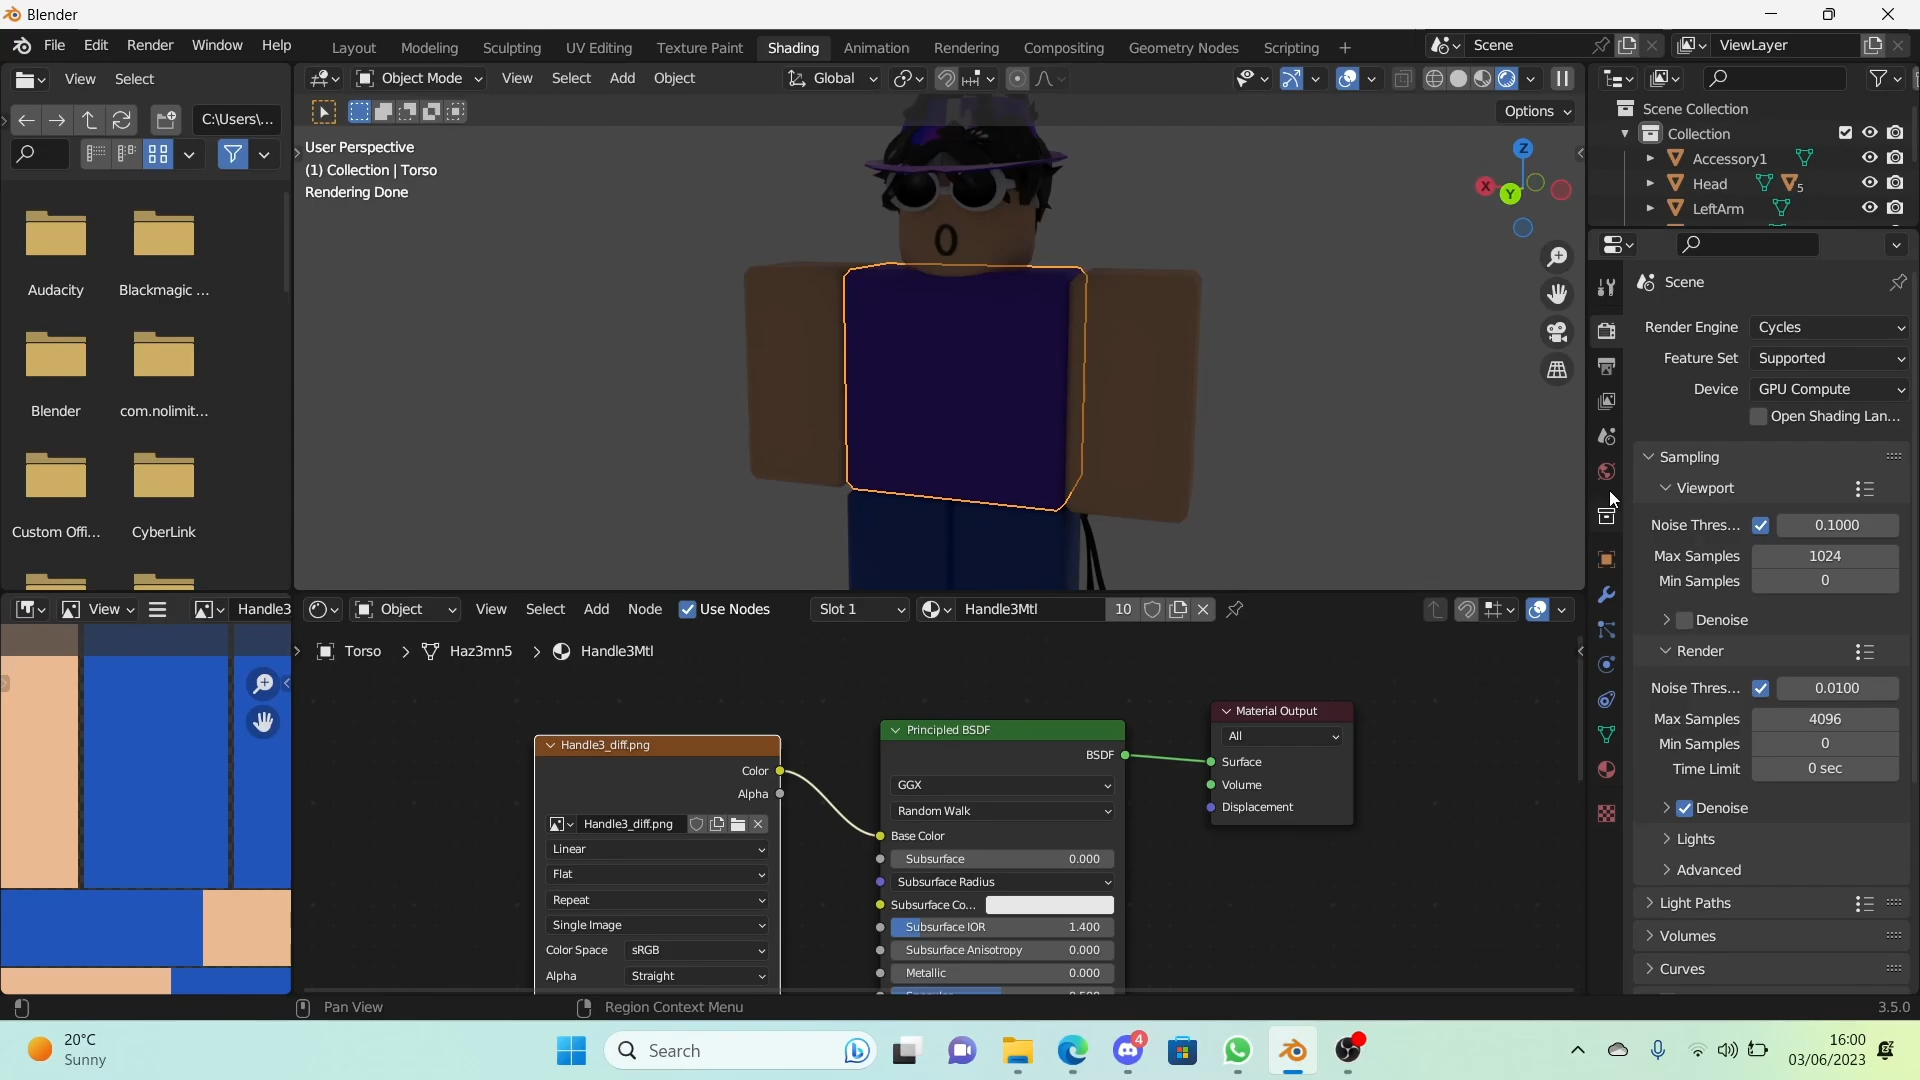 Blender
File Edit Render Window Help Layout Modeling Sculpting UV Editing Texture Paint Shading Animation Rendering Compositing Geometry Nodes Scripting + Scene ViewLayer
View Select
Object Mode View Select Add Object Global
C:\Users\...
Options
User Perspective
(1) Collection | Torso
Rendering Done
Z
X
Y
Audacity Blackmagic ...
Blender com.nolimit...
Custom Offi... CyberLink
Scene Collection
Collection
Accessory1
Head 5
LeftArm
Scene
Render Engine Cycles
Feature Set Supported
Device GPU Compute
Open Shading Lan...
Sampling
Viewport
Noise Thres... 0.1000
Max Samples 1024
Min Samples 0
Denoise
Render
Noise Thres... 0.0100
Max Samples 4096
Min Samples 0
Time Limit 0 sec
Denoise
Lights
Advanced
Light Paths
Volumes
Curves
View Handle3
Object View Select Add Node Use Nodes Slot 1 Handle3Mtl 10
Torso > Haz3mn5 > Handle3Mtl
Handle3_diff.png
Color
Alpha
Handle3_diff.png
Linear
Flat
Repeat
Single Image
Color Space sRGB
Alpha Straight
Principled BSDF
BSDF
GGX
Random Walk
Base Color
Subsurface 0.000
Subsurface Radius
Subsurface Co...
Subsurface IOR 1.400
Subsurface Anisotropy 0.000
Metallic 0.000
Material Output
All
Surface
Volume
Displacement
Pan View Region Context Menu 3.5.0
20°C
Sunny
Search
4
16:00
03/06/2023